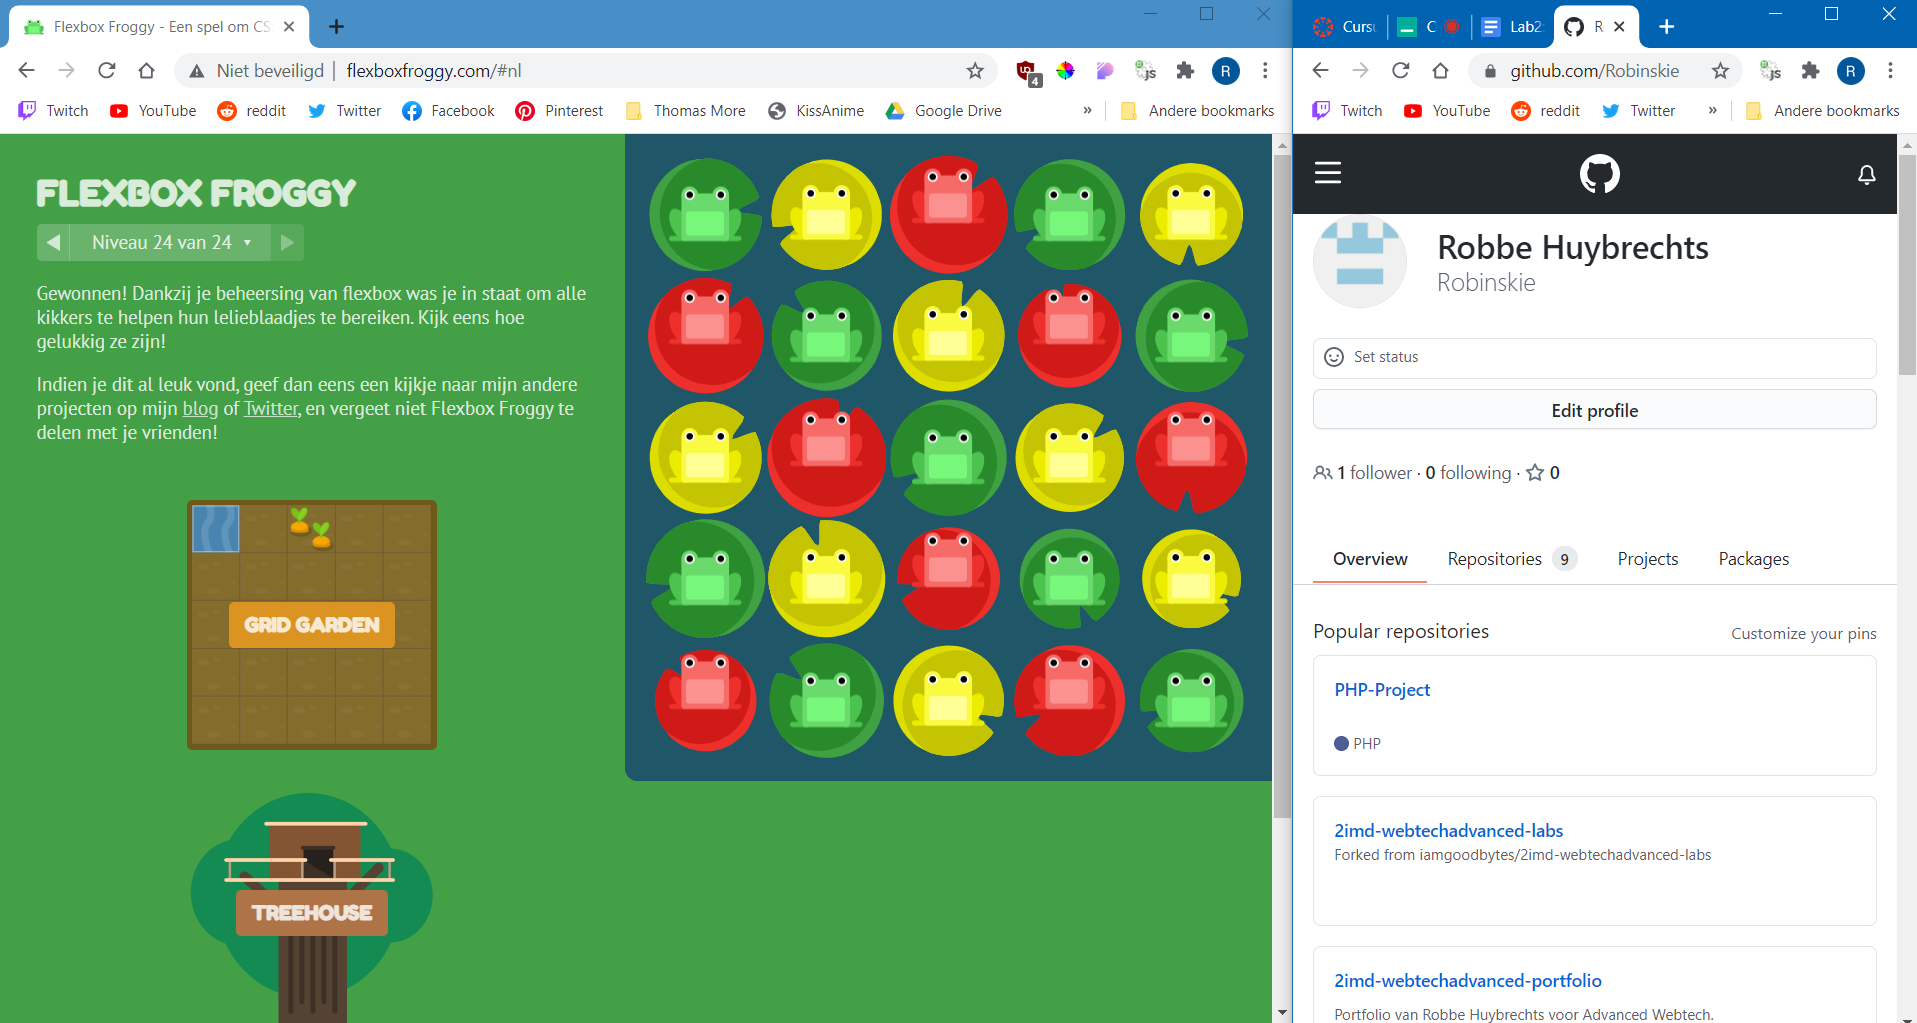 Flexbox Froggy - Een spel om CS
Niet beveiligd
flexboxfroggy.com/#nl
4
R
Twitch
YouTube
reddit
Twitter
Facebook
Pinterest
Thomas More
KissAnime
Google Drive
»
Andere bookmarks
FLEXBOX FROGGY
Niveau 24 van 24
Gewonnen! Dankzij je beheersing van flexbox was je in staat om alle
kikkers te helpen hun lelieblaadjes te bereiken. Kijk eens hoe
gelukkig ze zijn!
Indien je dit al leuk vond, geef dan eens een kijkje naar mijn andere
projecten op mijn blog of Twitter, en vergeet niet Flexbox Froggy te
delen met je vrienden!
GRID GARDEN
TREEHOUSE
Cursu
C
Lab2:
R
github.com/Robinskie
R
Twitch
YouTube
reddit
Twitter
»
Andere bookmarks
Robbe Huybrechts
Robinskie
Set status
Edit profile
1 follower · 0 following · 0
Overview
Repositories 9
Projects
Packages
Popular repositories
Customize your pins
PHP-Project
PHP
2imd-webtechadvanced-labs
Forked from iamgoodbytes/2imd-webtechadvanced-labs
2imd-webtechadvanced-portfolio
Portfolio van Robbe Huybrechts voor Advanced Webtech.